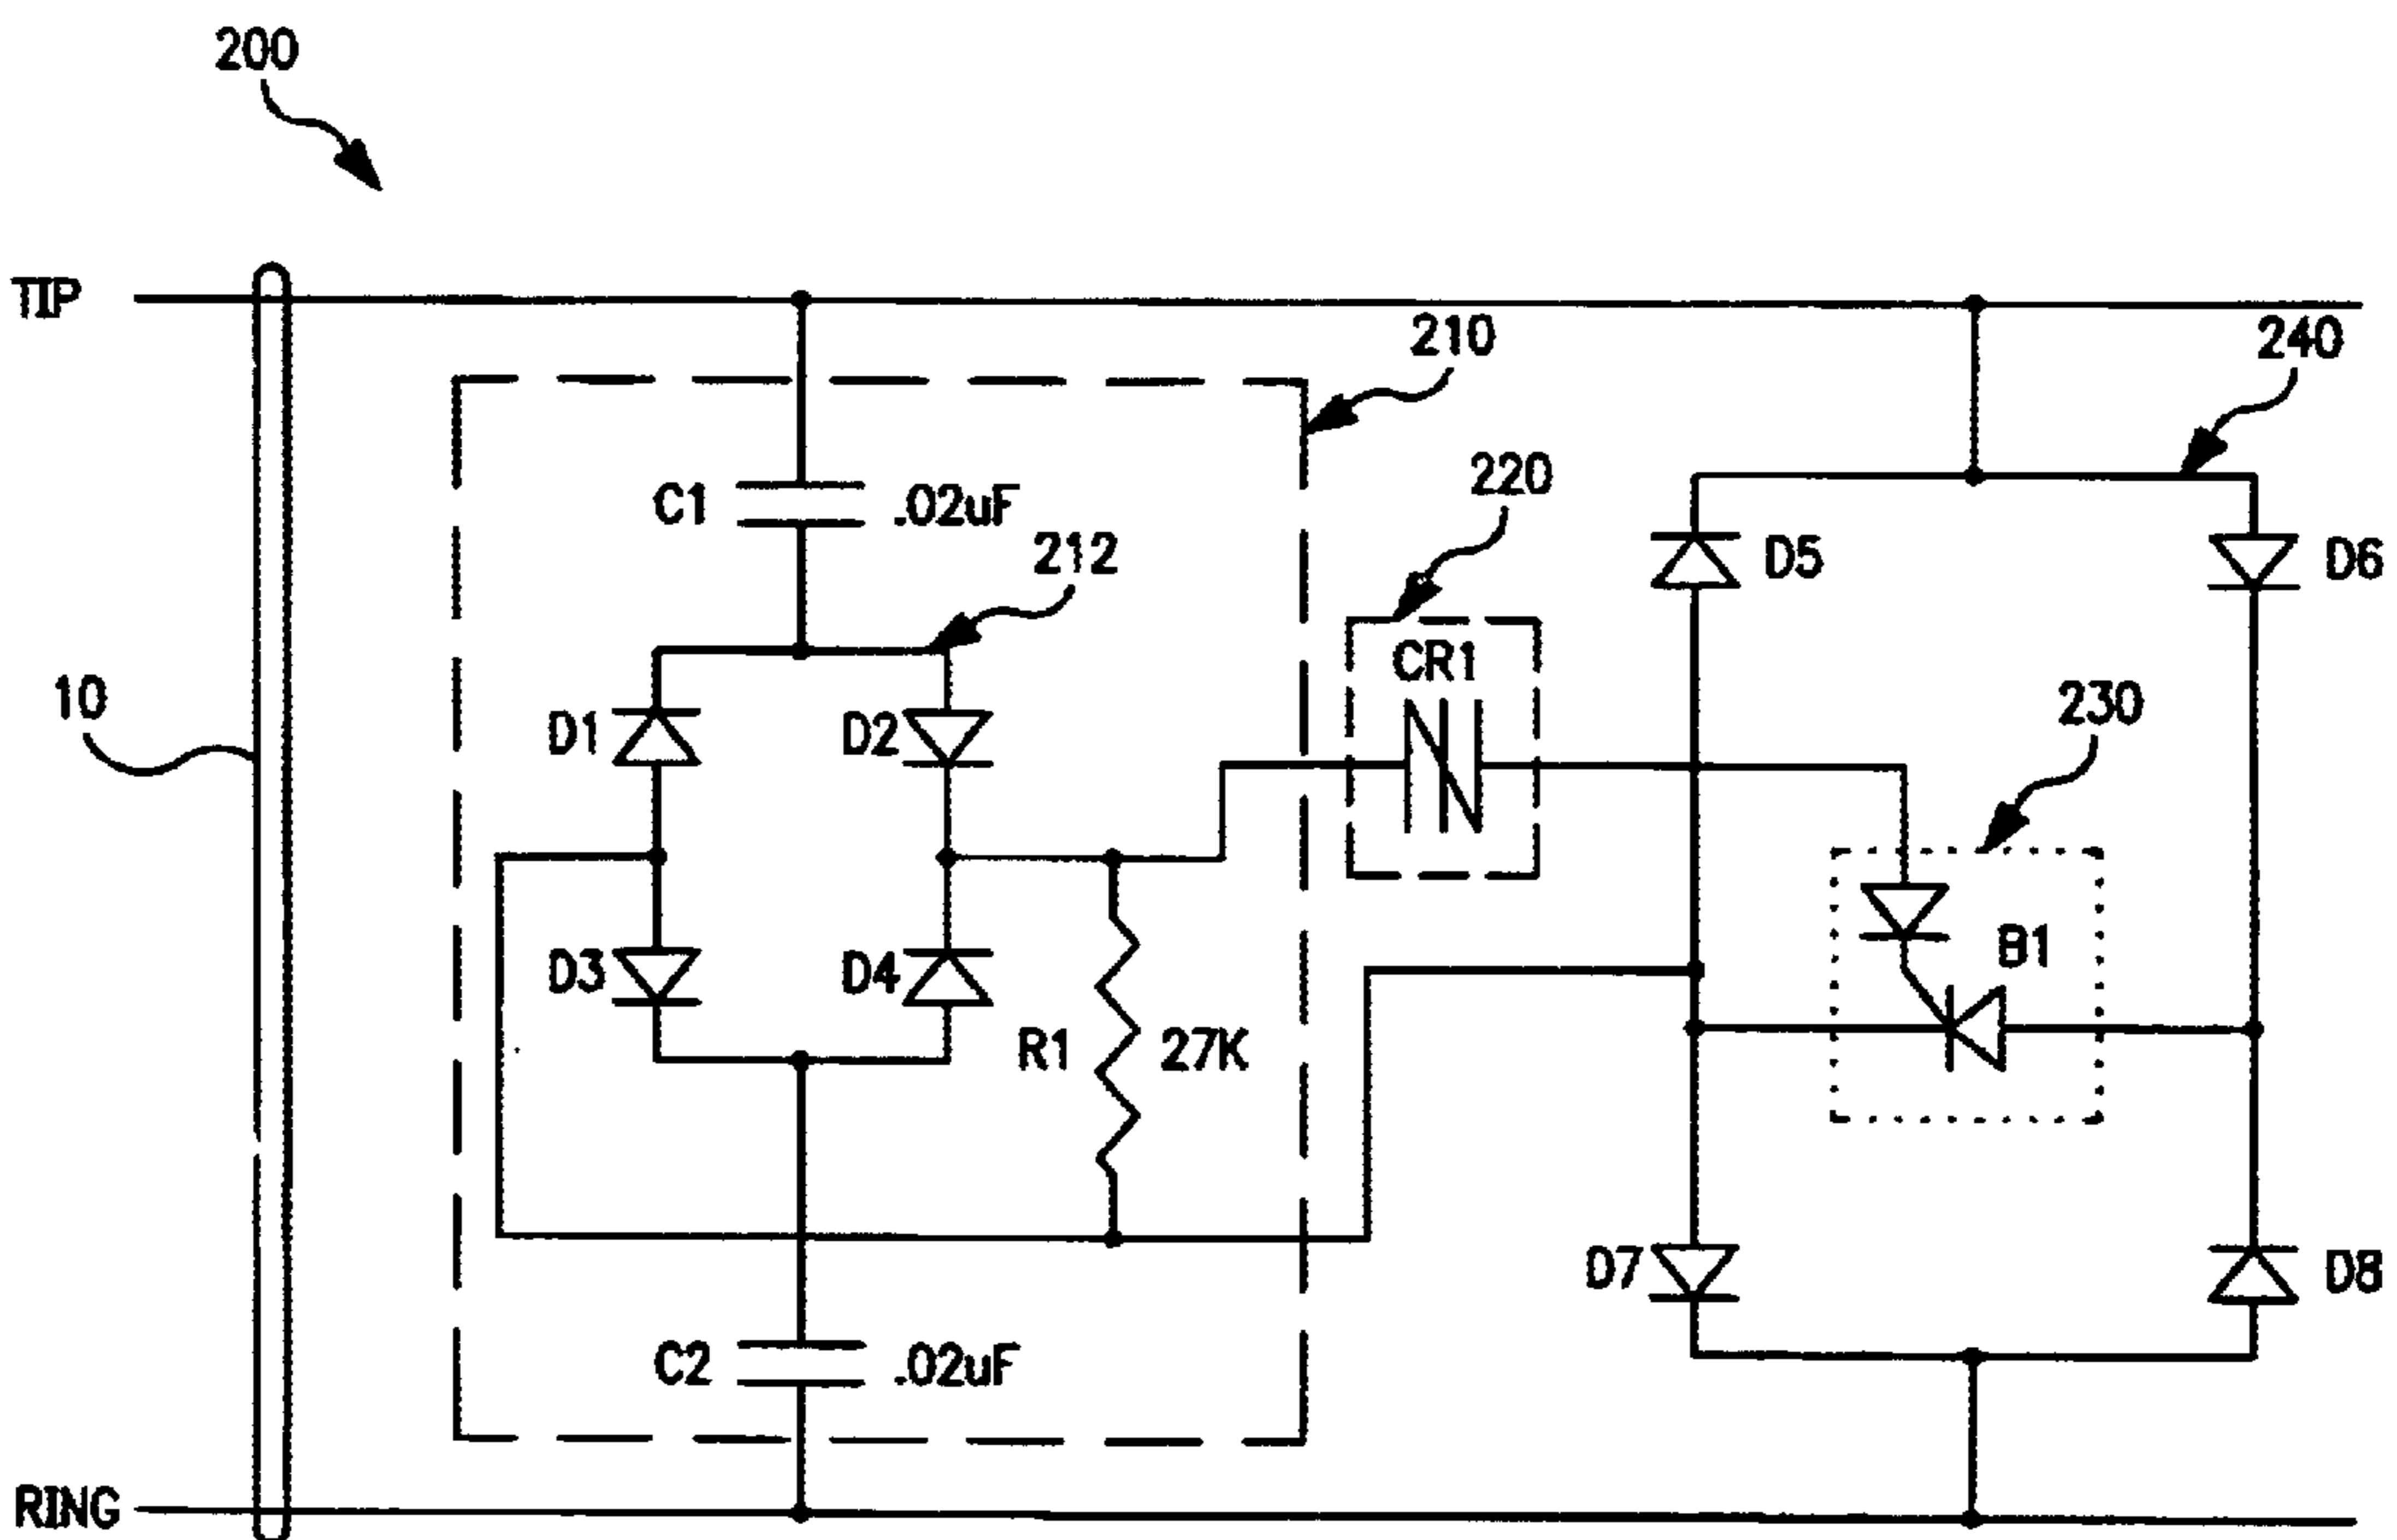 200
TIP
210
240
220
C1
.02uF
212
D5
D6
CR1
10
D1
D2
230
B1
D3
D4
R1
27K
D7
D8
C2
.02uF
RING